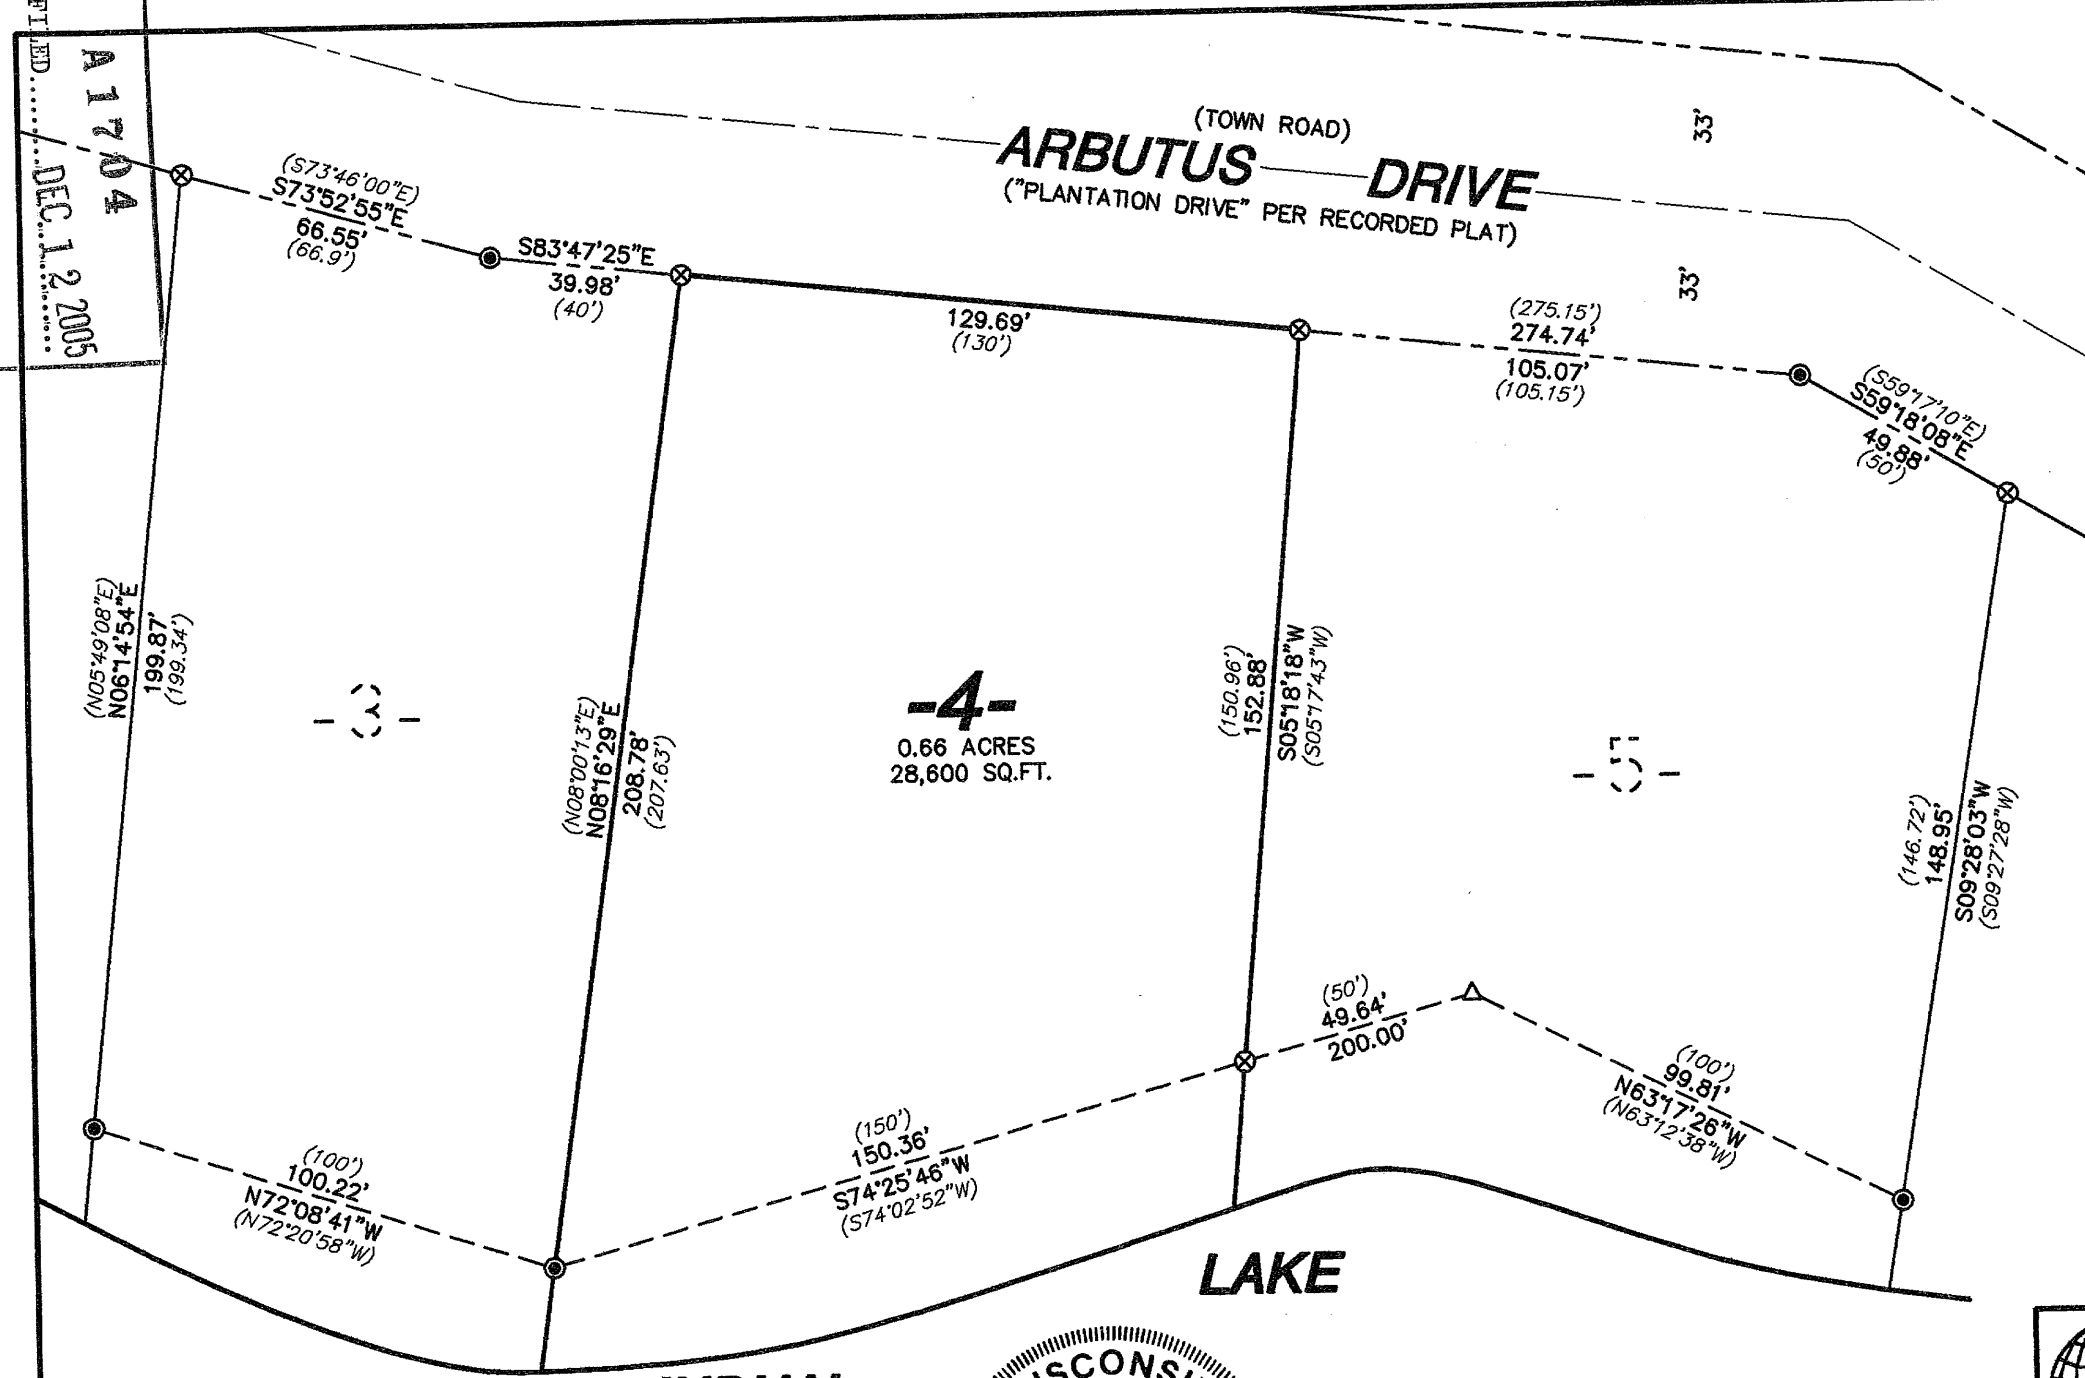 FILED
A1704
DEC. 12 2005
(TOWN ROAD)
ARBUTUS DRIVE
("PLANTATION DRIVE" PER RECORDED PLAT)
33'
33'
(S73°46'00"E)
S73°52'55"E
66.55'
(66.9')
S83°47'25"E
39.98'
(40')
129.69'
(130')
(275.15')
274.74'
105.07'
(105.15')
(S59°17'10"E)
S59°18'08"E
49.88'
(50')
(N05°49'08"E)
N06°14'54"E
199.87'
(199.34')
-3-
(N08°00'13"E)
N08°16'29"E
208.78'
(207.63')
-4-
0.66 ACRES
28,600 SQ.FT.
(150.96')
152.88'
S05°18'18"W
(S05°17'43"W)
-5-
(146.72')
148.95'
S09°28'03"W
(S09°27'28"W)
(50')
49.64'
200.00'
(100')
99.81'
N63°17'26"W
(N63°12'38"W)
(150')
150.36'
S74°25'46"W
(S74°02'52"W)
(100')
100.22'
N72°08'41"W
(N72°20'58"W)
LAKE